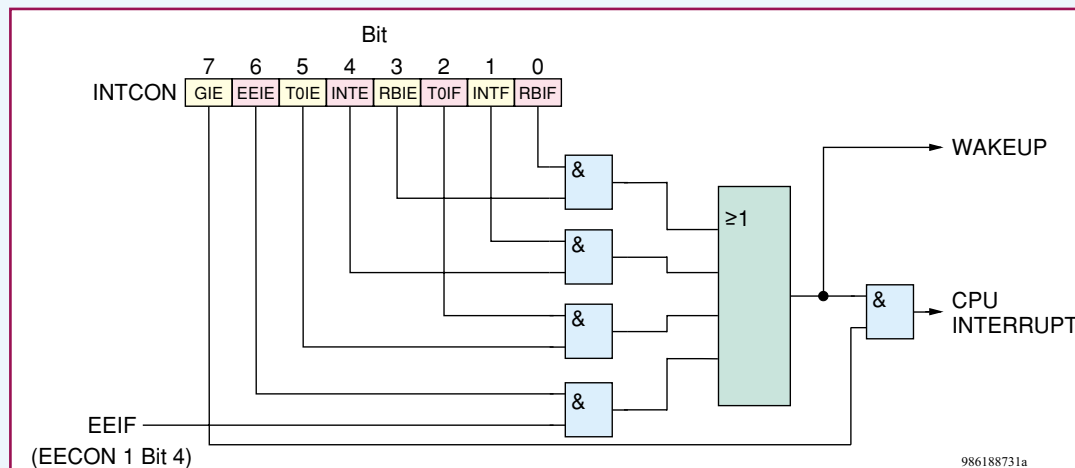 Bit
7 6 5 4 3 2 1 0
INTCON GIE EEIE T0IE INTE RBIE T0IF INTF RBIF
WAKEUP
&
≥1
&
&
CPU
INTERRUPT
&
&
EEIF
(EECON 1 Bit 4)
986188731a